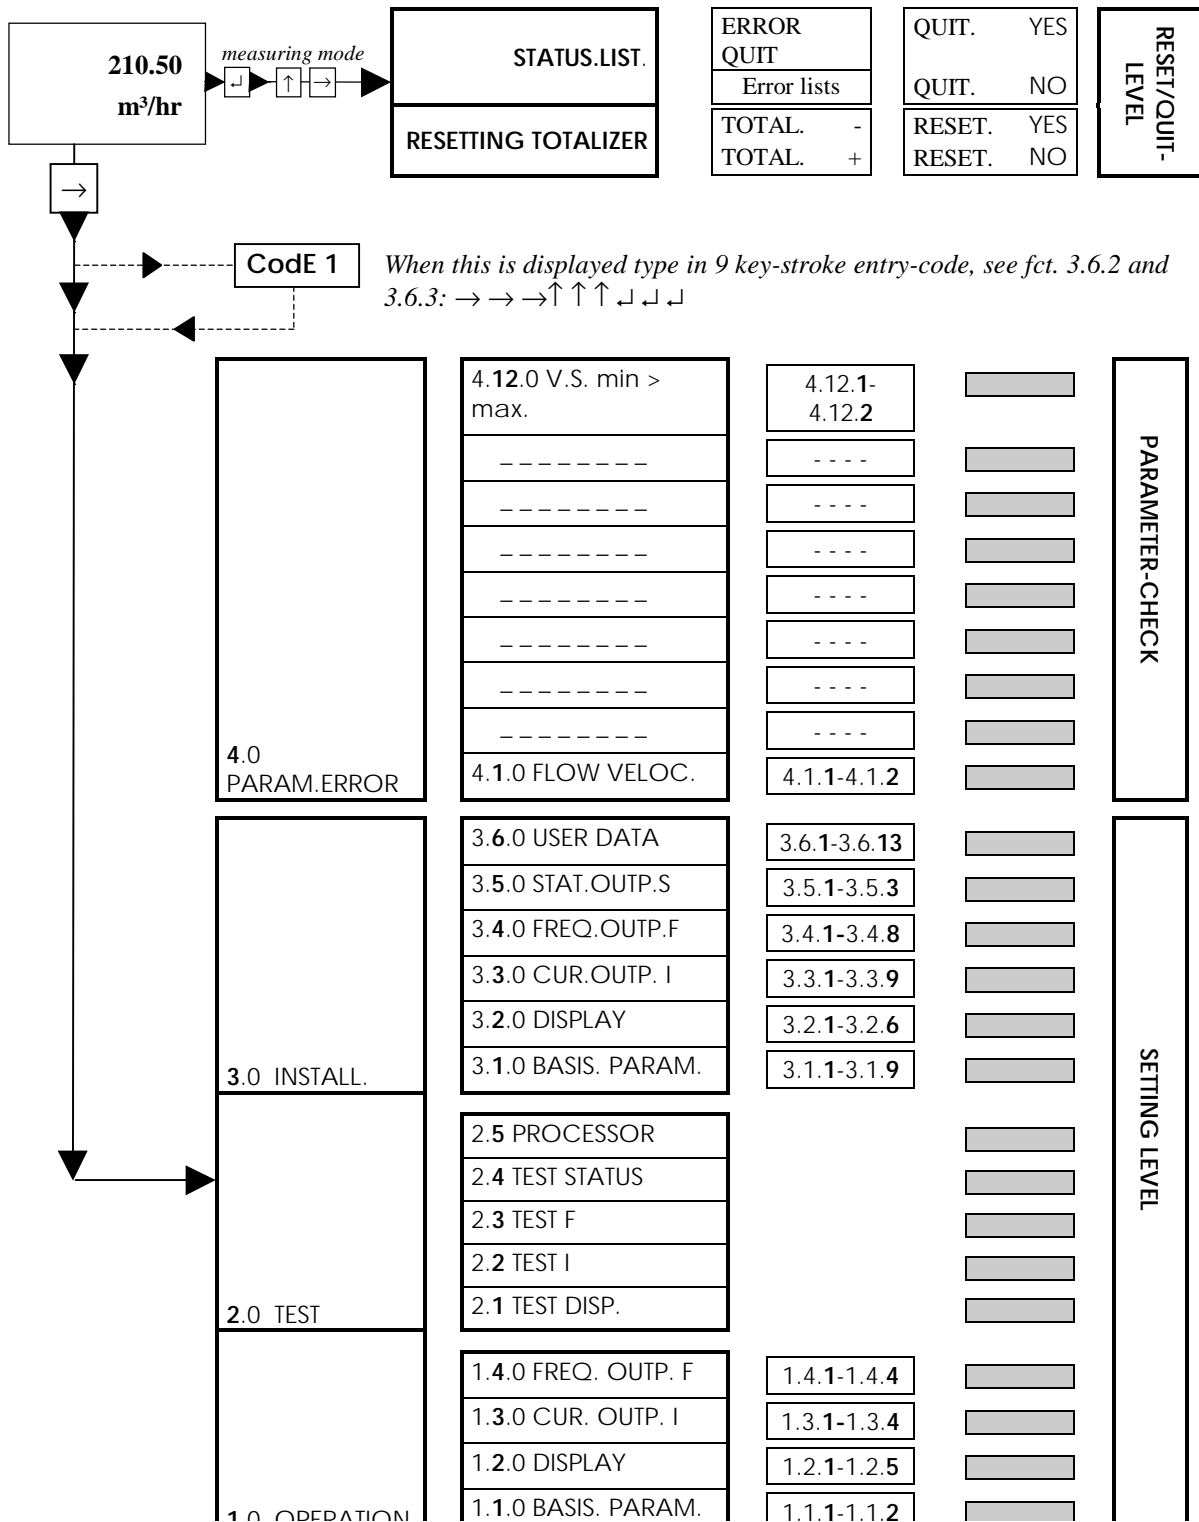 210.50
m³/hr
measuring mode
↵ ↑ →
STATUS.LIST.
RESETTING TOTALIZER
ERROR
QUIT
Error lists
TOTAL. -
TOTAL. +
QUIT. YES
QUIT. NO
RESET. YES
RESET. NO
RESET/QUIT-
LEVEL
→
CodE 1
When this is displayed type in 9 key-stroke entry-code, see fct. 3.6.2 and
3.6.3: → → → ↑ ↑ ↑ ↵ ↵ ↵
4.0
PARAM.ERROR
4.12.0 V.S. min >
max.
4.12.1-
4.12.2
_ _ _ _ _ _ _ _ - - - -
_ _ _ _ _ _ _ _ - - - -
_ _ _ _ _ _ _ _ - - - -
_ _ _ _ _ _ _ _ - - - -
_ _ _ _ _ _ _ _ - - - -
_ _ _ _ _ _ _ _ - - - -
_ _ _ _ _ _ _ _ - - - -
4.1.0 FLOW VELOC. 4.1.1-4.1.2
PARAMETER-CHECK
3.0 INSTALL.
3.6.0 USER DATA 3.6.1-3.6.13
3.5.0 STAT.OUTP.S 3.5.1-3.5.3
3.4.0 FREQ.OUTP.F 3.4.1-3.4.8
3.3.0 CUR.OUTP. I 3.3.1-3.3.9
3.2.0 DISPLAY 3.2.1-3.2.6
3.1.0 BASIS. PARAM. 3.1.1-3.1.9
SETTING LEVEL
2.0 TEST
2.5 PROCESSOR
2.4 TEST STATUS
2.3 TEST F
2.2 TEST I
2.1 TEST DISP.
1.0 OPERATION
1.4.0 FREQ. OUTP. F 1.4.1-1.4.4
1.3.0 CUR. OUTP. I 1.3.1-1.3.4
1.2.0 DISPLAY 1.2.1-1.2.5
1.1.0 BASIS. PARAM. 1.1.1-1.1.2